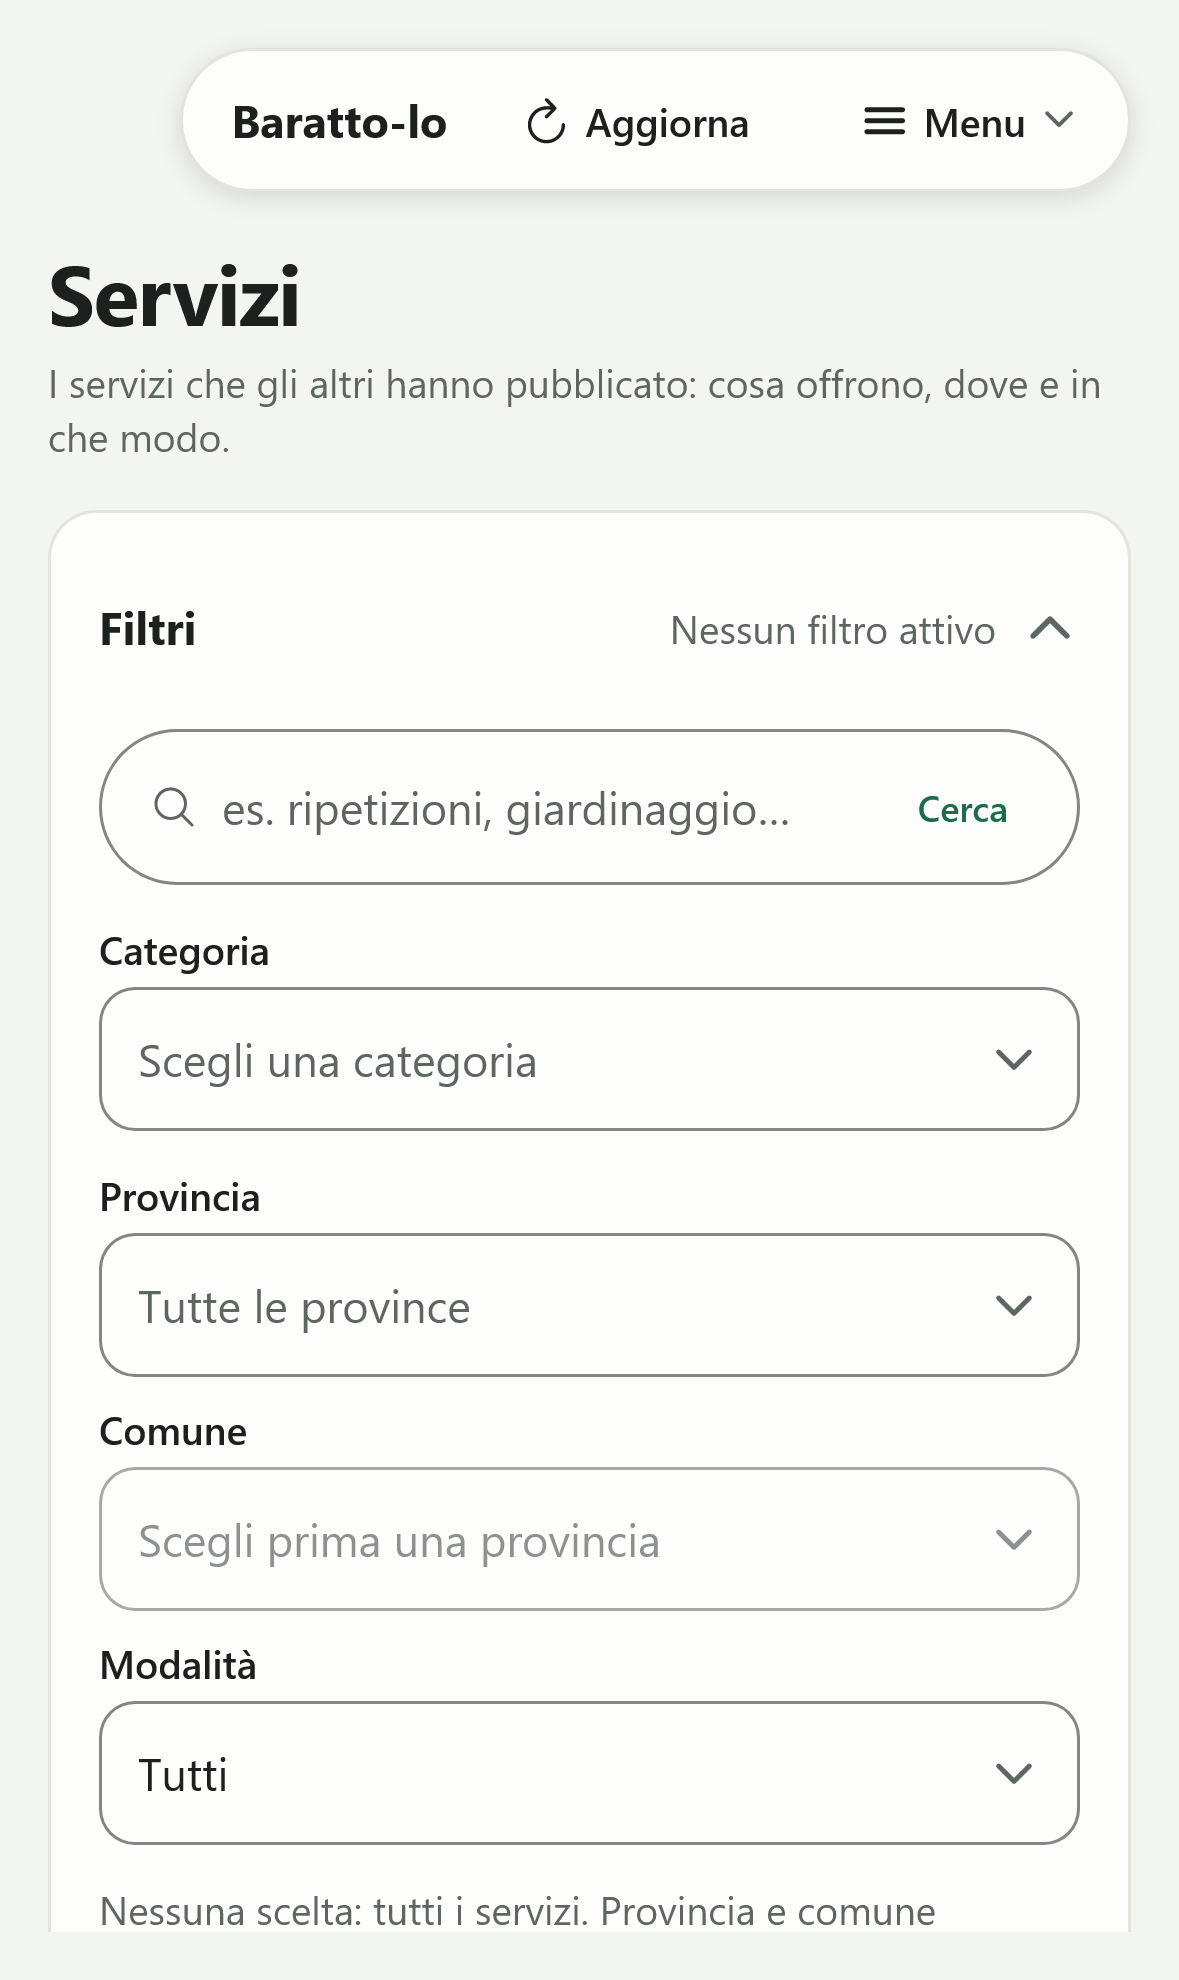 Baratto-lo Aggiorna Menu
Servizi
I servizi che gli altri hanno pubblicato: cosa offrono, dove e in
che modo.
Filtri Nessun filtro attivo
es. ripetizioni, giardinaggio... Cerca
Categoria
Scegli una categoria
Provincia
Tutte le province
Comune
Scegli prima una provincia
Modalità
Tutti
Nessuna scelta: tutti i servizi. Provincia e comune